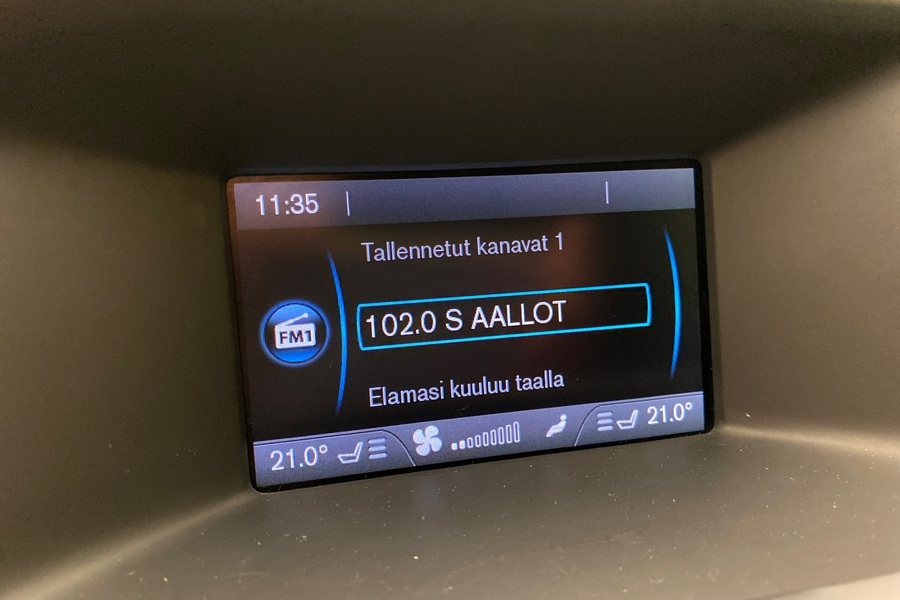 11:35
Tallennetut kanavat 1
FM1
102.0 S AALLOT
Elamasi kuuluu taalla
21.0° 21.0°